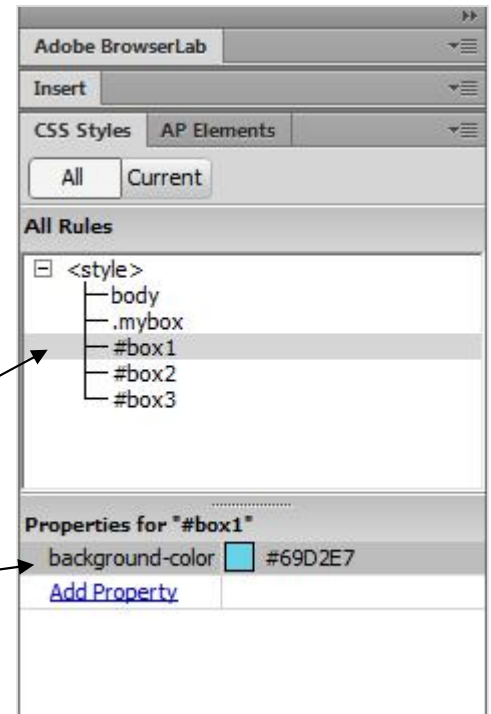 Adobe BrowserLab
Insert
CSS Styles AP Elements
All Current
All Rules
<style>
body
.mybox
#box1
#box2
#box3
Properties for "#box1"
background-color #69D2E7
Add Property